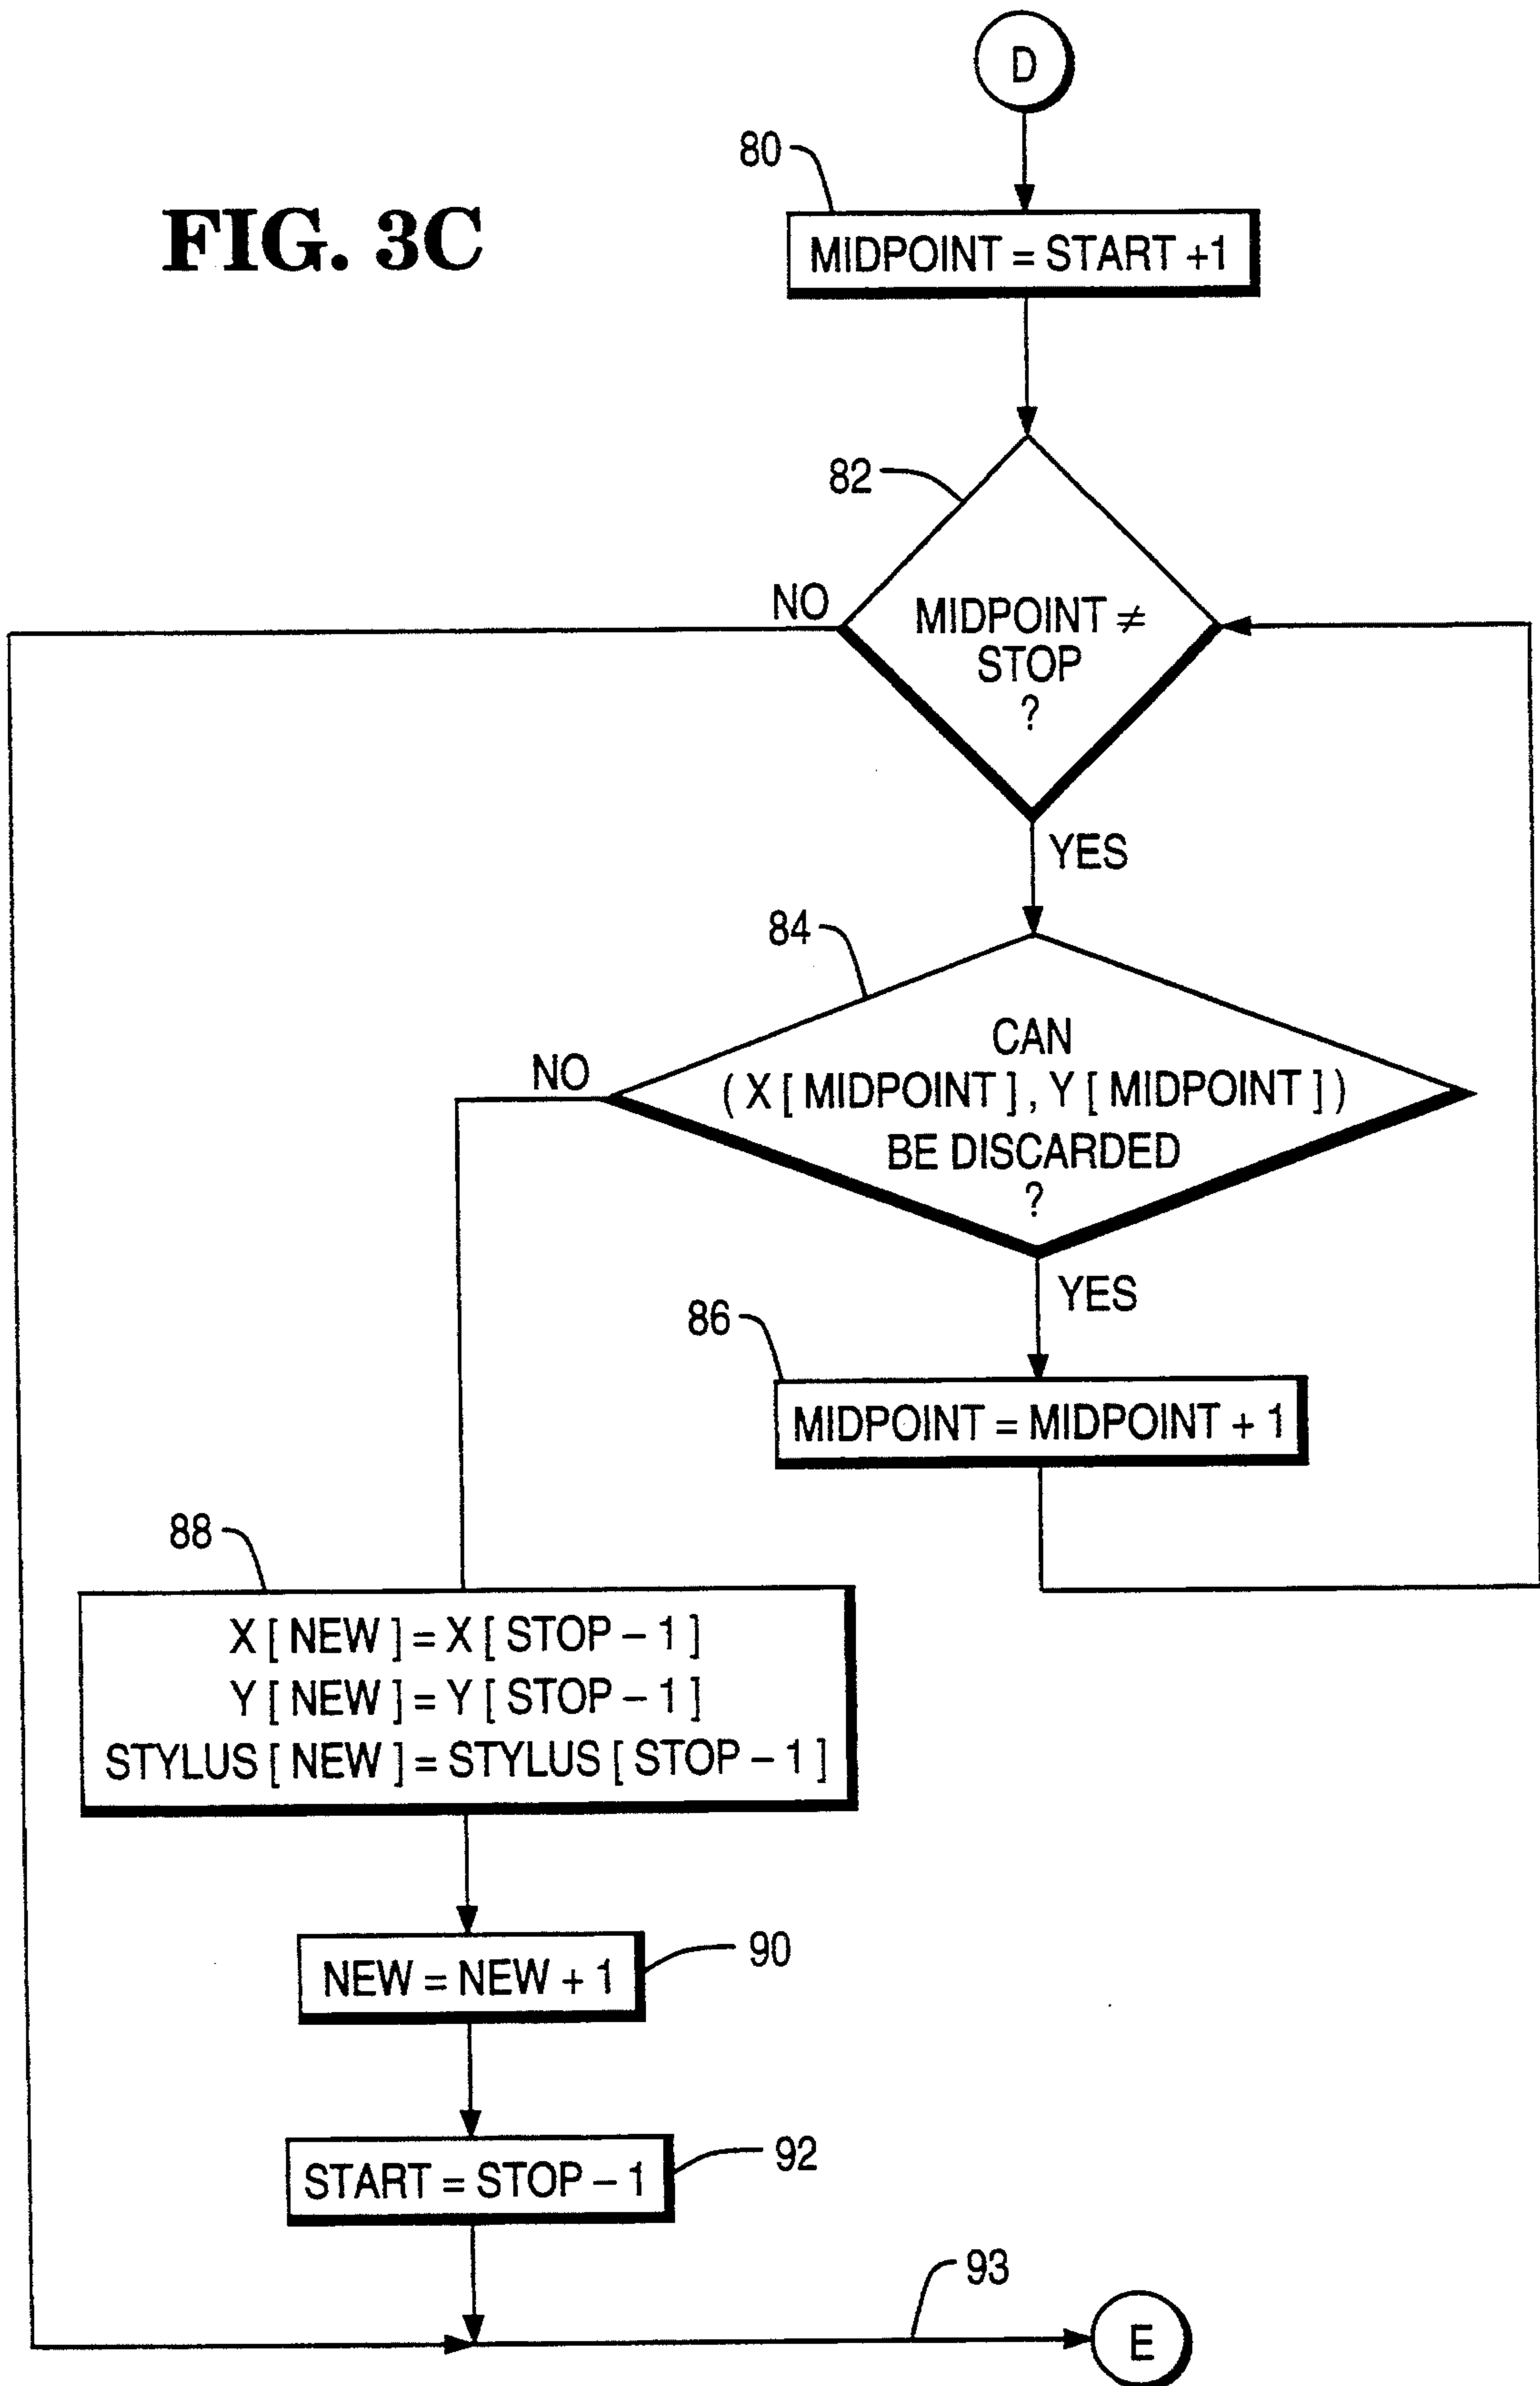 D
80
FIG. 3C
MIDPOINT = START +1
82
NO
MIDPOINT ≠
STOP
?
YES
84
CAN
NO
( X [ MIDPOINT ] , Y [ MIDPOINT ] )
BE DISCARDED
?
YES
86
MIDPOINT = MIDPOINT + 1
88
X [ NEW ] = X [ STOP – 1 ]
Y [ NEW ] = Y [ STOP – 1 ]
STYLUS [ NEW ] = STYLUS [ STOP – 1 ]
90
NEW = NEW + 1
92
START = STOP – 1
93
E